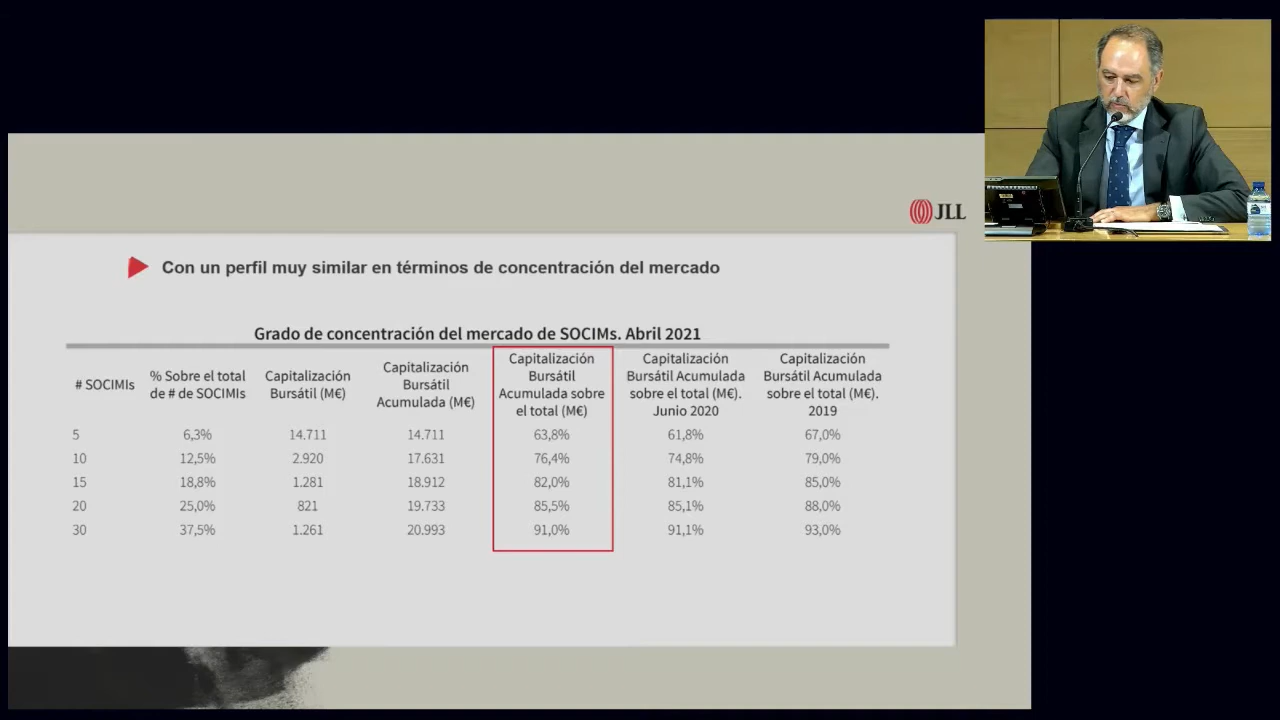 JLL
Con un perfil muy similar en términos de concentración del mercado
Grado de concentración del mercado de SOCIMs. Abril 2021
# SOCIMIs
% Sobre el total
de # de SOCIMIs
Capitalización
Bursátil (M€)
Capitalización
Bursátil
Acumulada (M€)
Capitalización
Bursátil
Acumulada sobre
el total (M€)
Capitalización
Bursátil Acumulada
sobre el total (M€).
Junio 2020
Capitalización
Bursátil Acumulada
sobre el total (M€).
2019
5 6,3% 14.711 14.711 63,8% 61,8% 67,0%
10 12,5% 2.920 17.631 76,4% 74,8% 79,0%
15 18,8% 1.281 18.912 82,0% 81,1% 85,0%
20 25,0% 821 19.733 85,5% 85,1% 88,0%
30 37,5% 1.261 20.993 91,0% 91,1% 93,0%